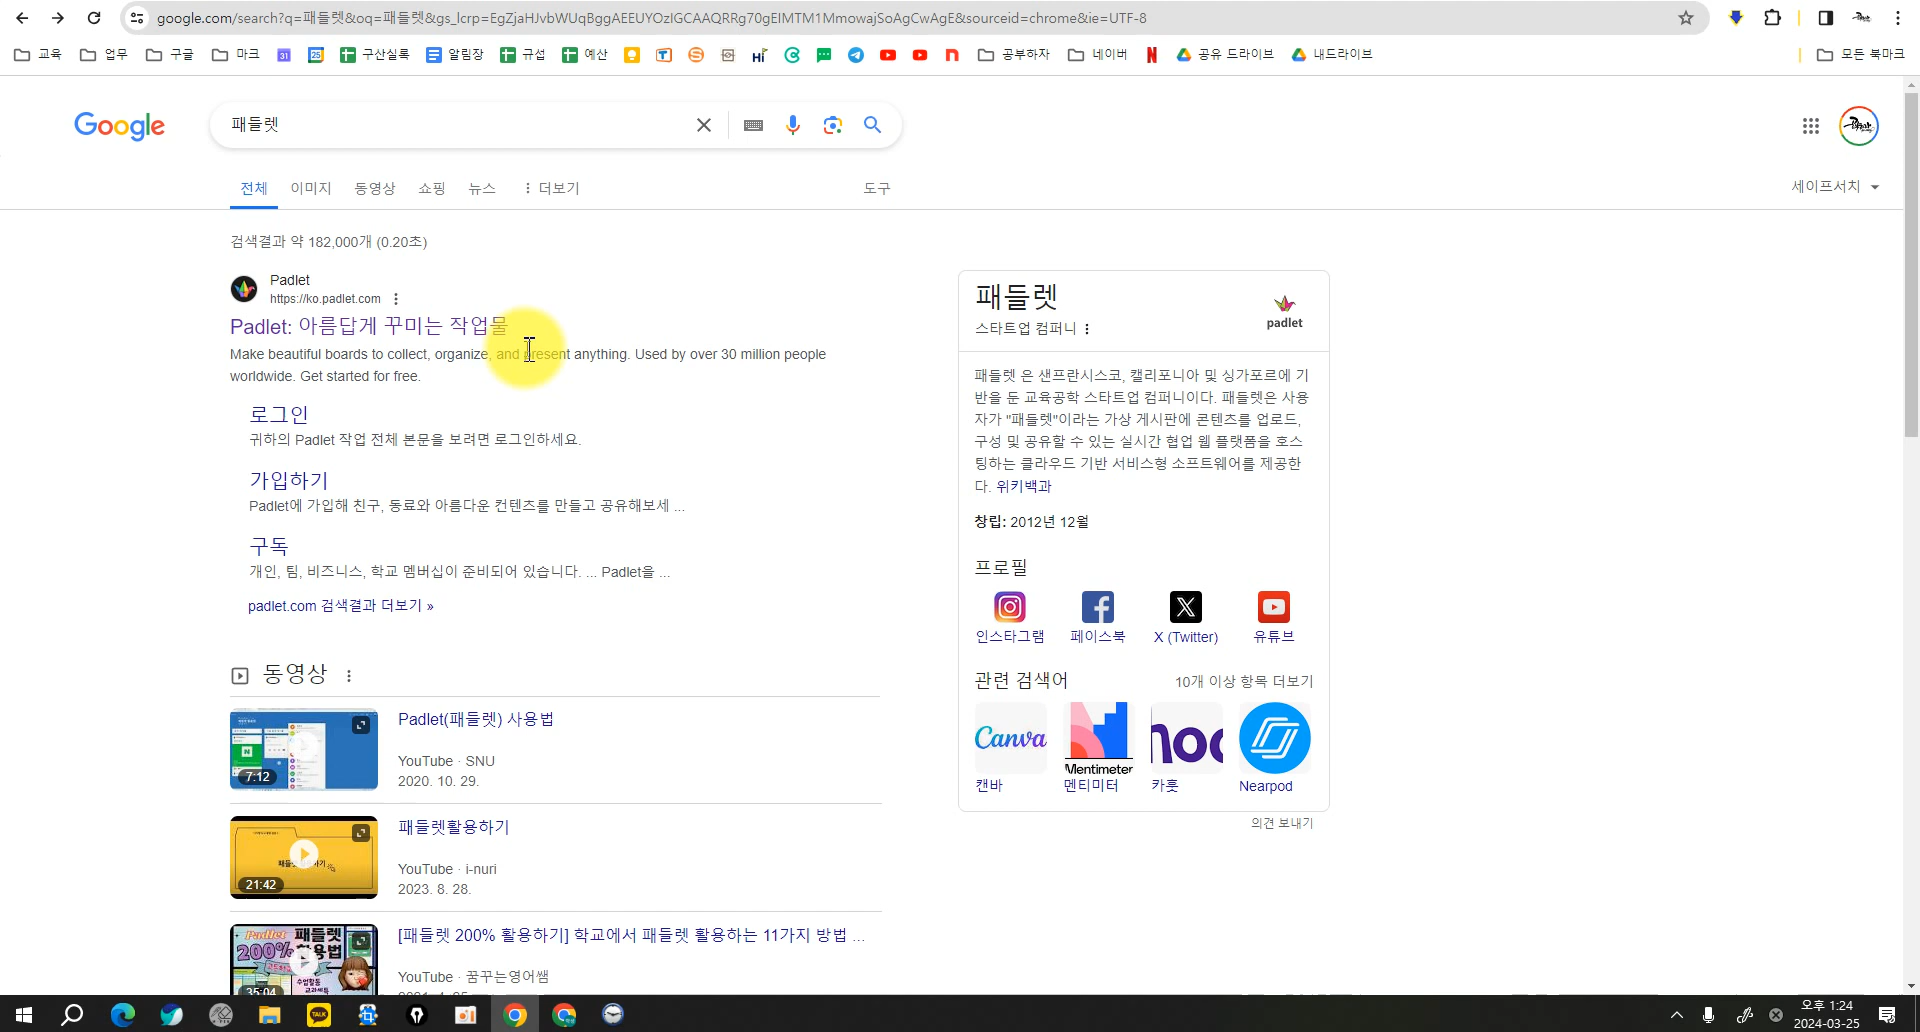 google.com/search?q=패들렛&oq=패들렛&gs_lcrp=EgZjaHJvbWUqBggAEEUYOzIGCAAQRRg70gEIMTM1MmowajSoAgCwAgE&sourceid=chrome&ie=UTF-8
교육 업무 구글 마크 31 25 구산실록 알림장 규섭 예산 공부하자 네이버 공유 드라이브 내드라이브 모든 북마크
Google 패들렛
전체 이미지 동영상 쇼핑 뉴스 더보기 도구 세이프서치
검색결과 약 182,000개 (0.20초)
Padlet
https://ko.padlet.com
Padlet: 아름답게 꾸미는 작업물
Make beautiful boards to collect, organize, and present anything. Used by over 30 million people
worldwide. Get started for free.
로그인
귀하의 Padlet 작업 전체 본문을 보려면 로그인하세요.
가입하기
Padlet에 가입해 친구, 동료와 아름다운 컨텐츠를 만들고 공유해보세 ...
구독
개인, 팀, 비즈니스, 학교 멤버십이 준비되어 있습니다. ... Padlet을 ...
padlet.com 검색결과 더보기 »
동영상
Padlet(패들렛) 사용법
YouTube · SNU
2020. 10. 29.
7:12
패들렛활용하기
YouTube · i-nuri
2023. 8. 28.
21:42
[패들렛 200% 활용하기] 학교에서 패들렛 활용하는 11가지 방법 ...
YouTube · 꿈꾸는영어쌤
Padlet 패들렛
200% 활용법
35:04
패들렛
스타트업 컴퍼니
padlet
패들렛 은 샌프란시스코, 캘리포니아 및 싱가포르에 기
반을 둔 교육공학 스타트업 컴퍼니이다. 패들렛은 사용
자가 "패들렛"이라는 가상 게시판에 콘텐츠를 업로드,
구성 및 공유할 수 있는 실시간 협업 웹 플랫폼을 호스
팅하는 클라우드 기반 서비스형 소프트웨어를 제공한
다. 위키백과
창립: 2012년 12월
프로필
인스타그램 페이스북 X (Twitter) 유튜브
관련 검색어 10개 이상 항목 더보기
Canva Mentimeter
캔바 멘티미터 카훗 Nearpod
의견 보내기
TALK
오후 1:24
2024-03-25